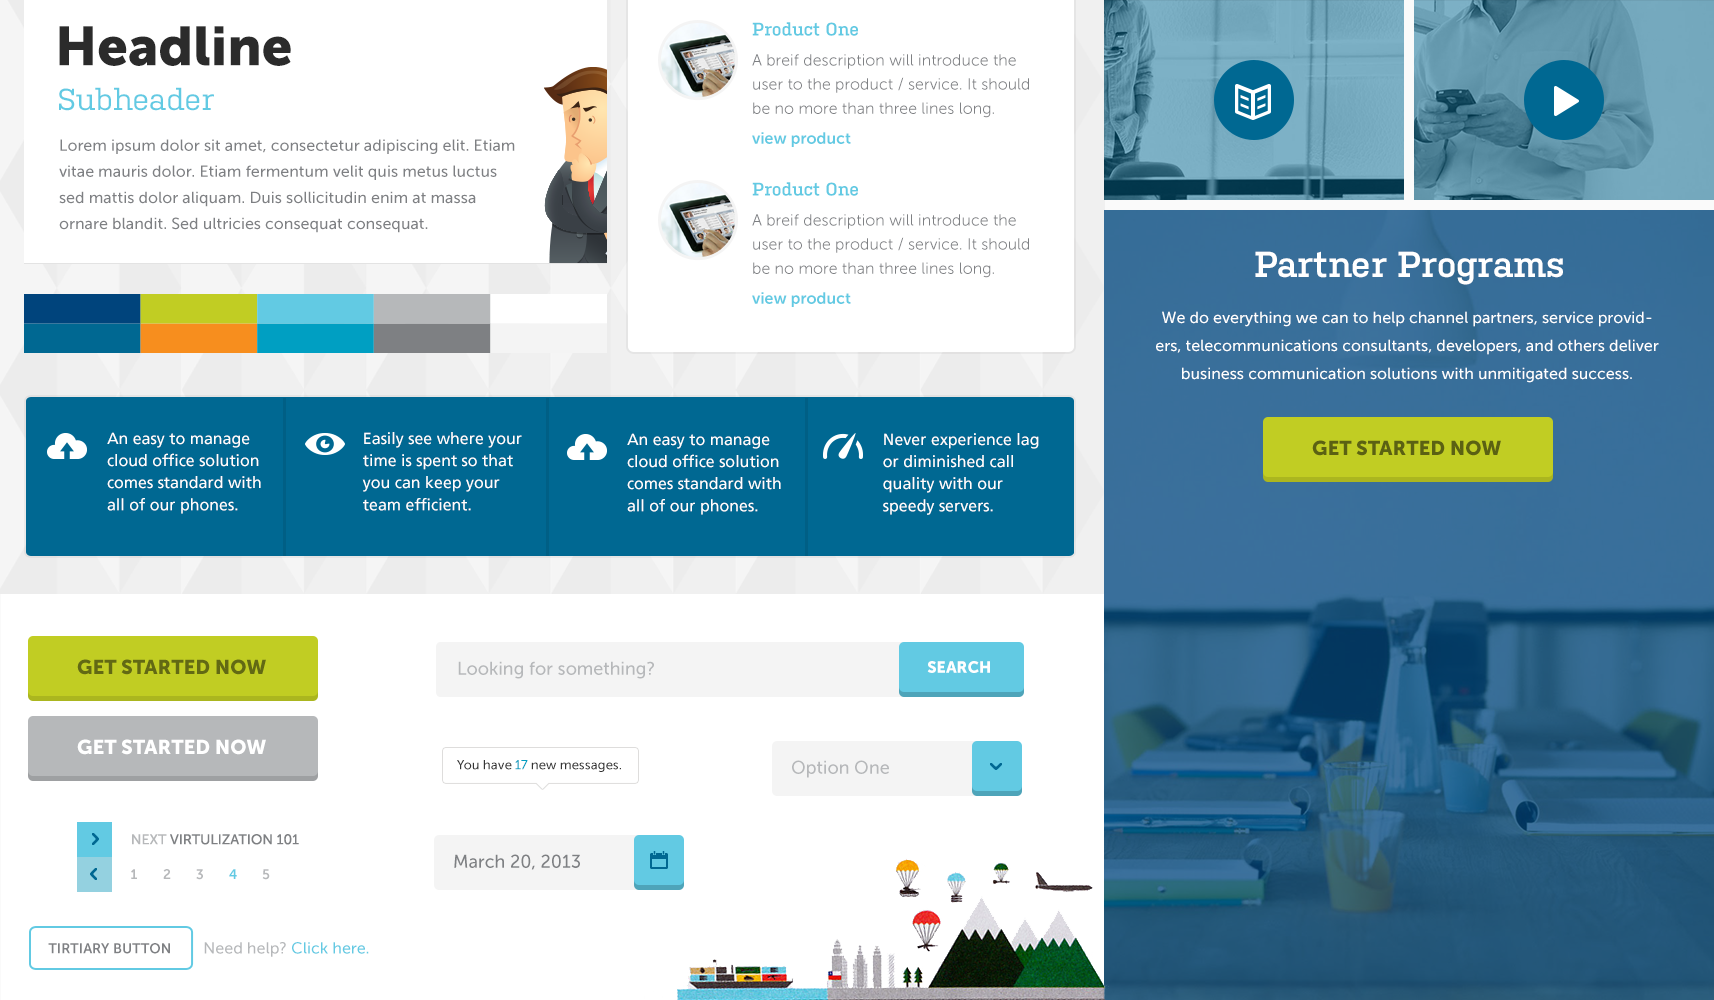 Headline
Subheader
Lorem ipsum dolor sit amet, consectetur adipiscing elit. Etiam
vitae mauris dolor. Etiam fermentum velit quis metus luctus
sed mattis dolor aliquam. Duis sollicitudin enim at massa
ornare blandit. Sed ultricies consequat consequat.
Product One
A breif description will introduce the
user to the product / service. It should
be no more than three lines long.
view product
Product One
A breif description will introduce the
user to the product / service. It should
be no more than three lines long.
view product
Partner Programs
We do everything we can to help channel partners, service provid-
ers, telecommunications consultants, developers, and others deliver
business communication solutions with unmitigated success.
GET STARTED NOW
An easy to manage
cloud office solution
comes standard with
all of our phones.
Easily see where your
time is spent so that
you can keep your
team efficient.
An easy to manage
cloud office solution
comes standard with
all of our phones.
Never experience lag
or diminished call
quality with our
speedy servers.
GET STARTED NOW
GET STARTED NOW
Looking for something?
SEARCH
You have 17 new messages.
Option One
NEXT VIRTULIZATION 101
1 2 3 4 5
March 20, 2013
TIRTIARY BUTTON
Need help? Click here.